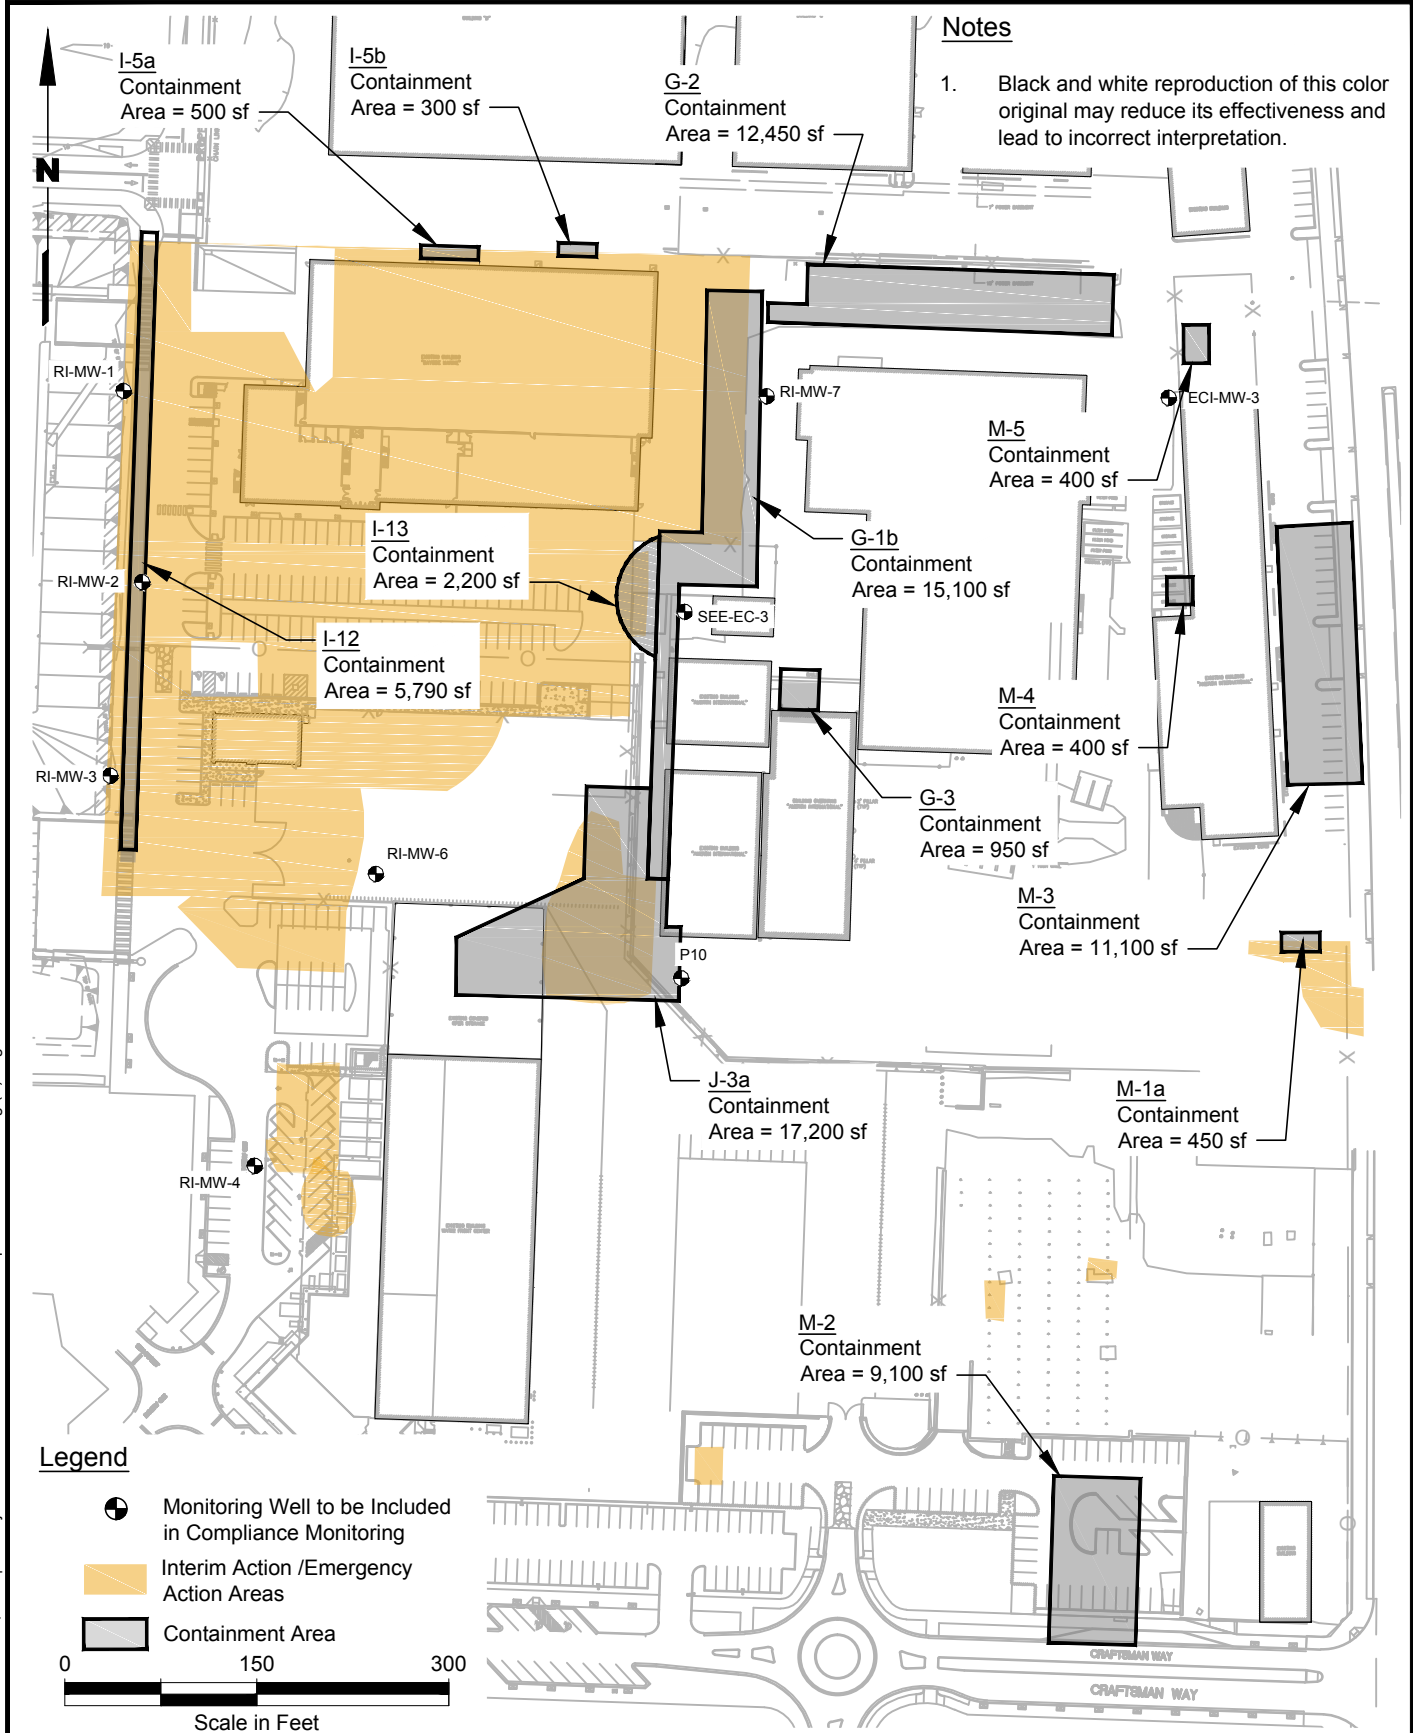 Notes
1. Black and white reproduction of this color
original may reduce its effectiveness and
lead to incorrect interpretation.
I-5a
Containment
Area = 500 sf
I-5b
Containment
Area = 300 sf
G-2
Containment
Area = 12,450 sf
N
RI-MW-1
RI-MW-7
ECI-MW-3
M-5
Containment
Area = 400 sf
I-13
Containment
Area = 2,200 sf
G-1b
Containment
Area = 15,100 sf
RI-MW-2
SEE-EC-3
I-12
Containment
Area = 5,790 sf
M-4
Containment
Area = 400 sf
RI-MW-3
G-3
Containment
Area = 950 sf
RI-MW-6
M-3
Containment
Area = 11,100 sf
P10
J-3a
Containment
Area = 17,200 sf
M-1a
Containment
Area = 450 sf
RI-MW-4
M-2
Containment
Area = 9,100 sf
Legend
Monitoring Well to be Included
in Compliance Monitoring
Interim Action /Emergency
Action Areas
Containment Area
0 150 300
Scale in Feet
CRAFTSMAN WAY
CRAFTSMAN WAY